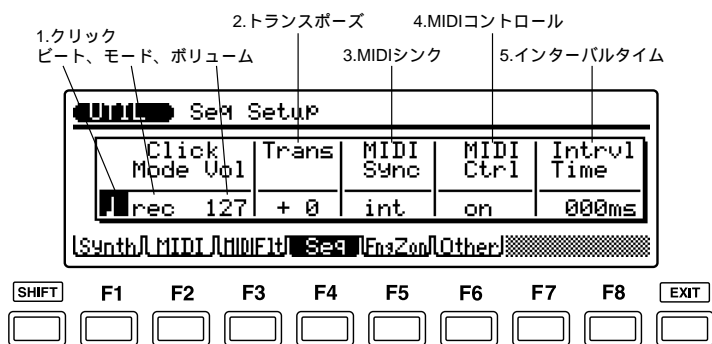 1.クリック
ビート、モード、ボリューム
2.トランスポーズ
3.MIDIシンク
4.MIDIコントロール
5.インターバルタイム
UTIL Seq Setup
Click Mode Vol
Trans
MIDI Sync
MIDI Ctrl
Intrvl Time
♩ rec 127 + 0 int on 000ms
Synth MIDI MIDIFlt Seq FngZon Other
SHIFT F1 F2 F3 F4 F5 F6 F7 F8 EXIT